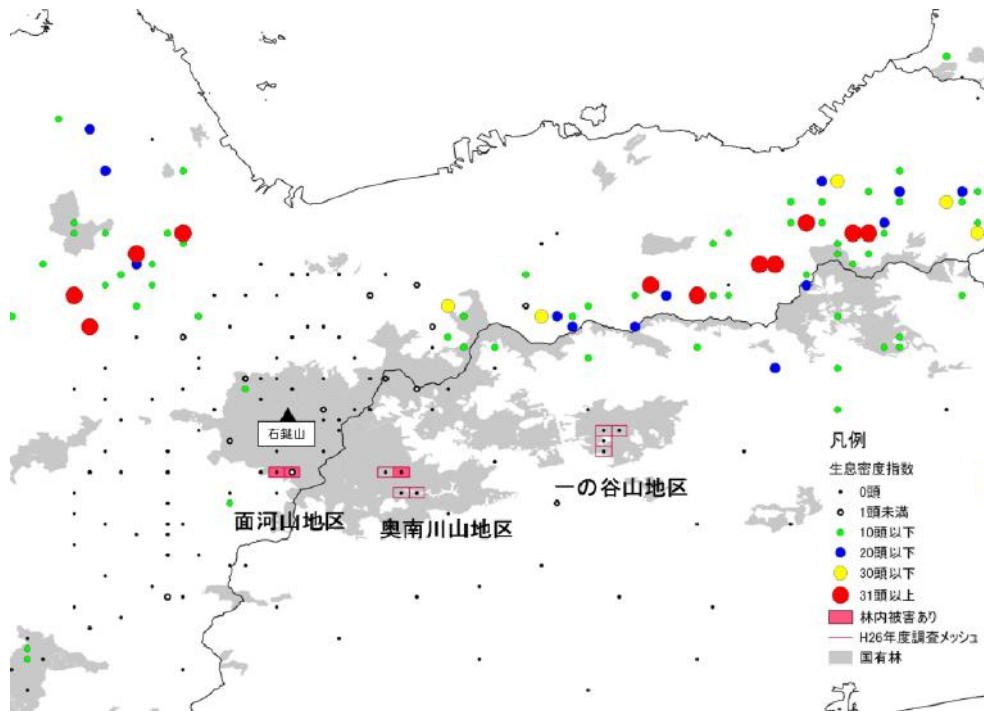 石鎚山
面河山地区
奥南川山地区
一の谷山地区
凡例
生息密度指数
0頭
1頭未満
10頭以下
20頭以下
30頭以下
31頭以上
林内被害あり
H26年度調査メッシュ
国有林